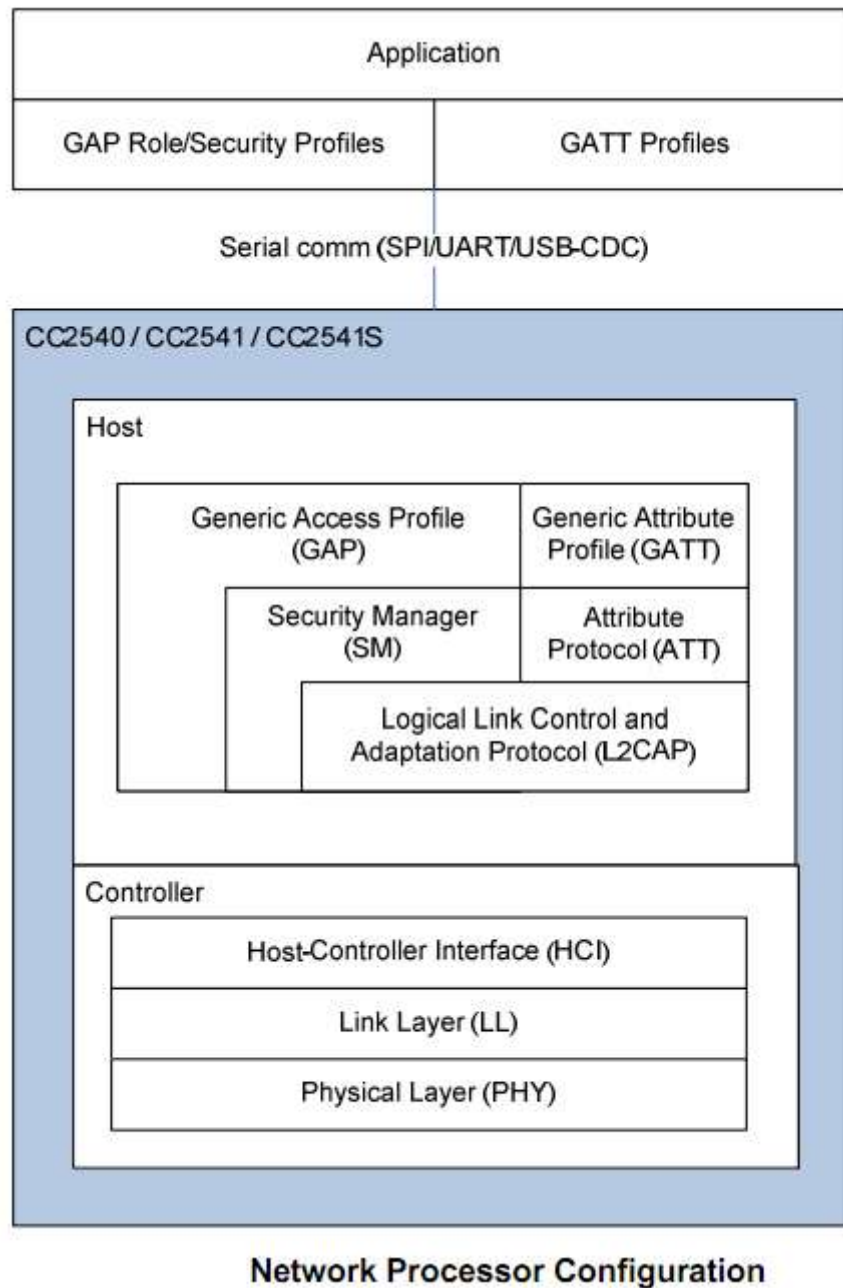 Application
GAP Role/Security Profiles
GATT Profiles
Serial comm (SPI/UART/USB-CDC)
CC2540 / CC2541 / CC2541S
Host
Generic Access Profile
(GAP)
Generic Attribute
Profile (GATT)
Security Manager
(SM)
Attribute
Protocol (ATT)
Logical Link Control and
Adaptation Protocol (L2CAP)
Controller
Host-Controller Interface (HCI)
Link Layer (LL)
Physical Layer (PHY)
Network Processor Configuration